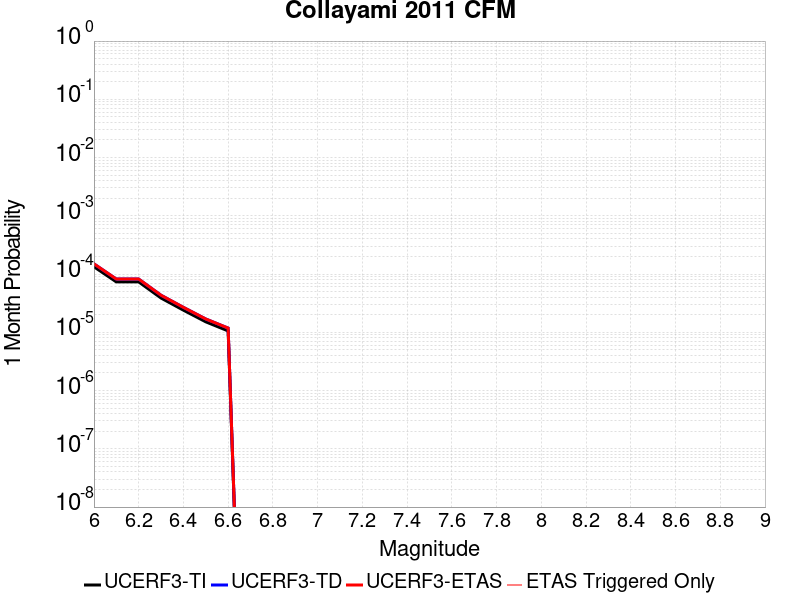 Collayami 2011 CFM
10^0
10^-1
10^-2
10^-3
10^-4
10^-5
10^-6
10^-7
10^-8
1 Month Probability
6 6.2 6.4 6.6 6.8 7 7.2 7.4 7.6 7.8 8 8.2 8.4 8.6 8.8 9
Magnitude
UCERF3-TI UCERF3-TD UCERF3-ETAS ETAS Triggered Only